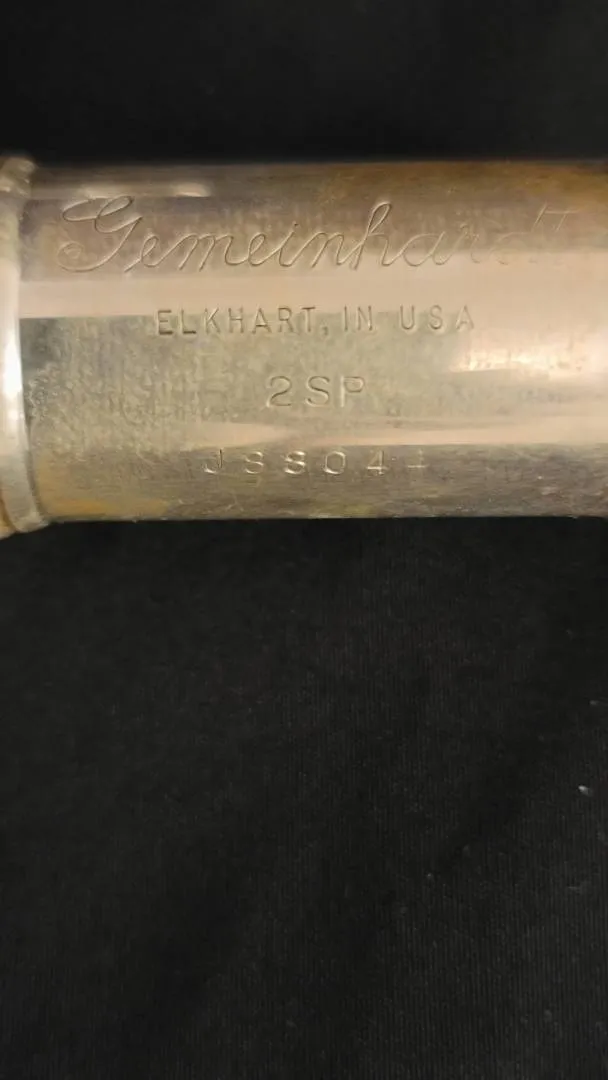 Gemeinhardt
ELKHART, IN USA
2SP